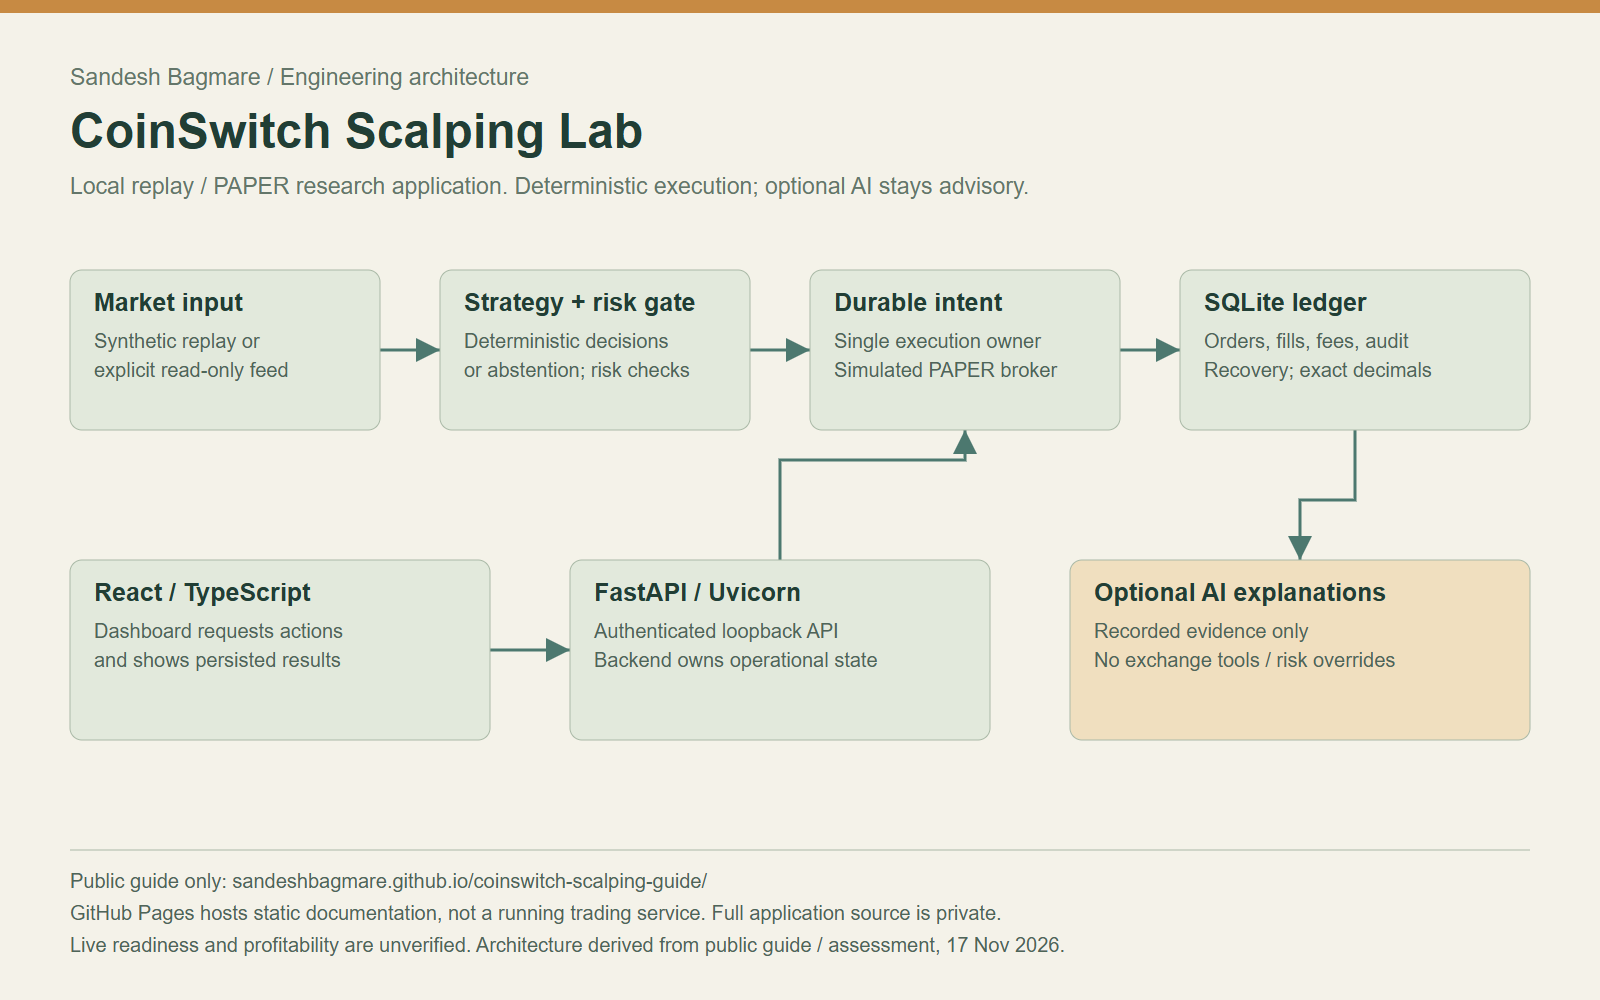 Sandesh Bagmare / Engineering architecture
CoinSwitch Scalping Lab
Local replay / PAPER research application. Deterministic execution; optional AI stays advisory.
Market input
Synthetic replay or
explicit read-only feed
Strategy + risk gate
Deterministic decisions
or abstention; risk checks
Durable intent
Single execution owner
Simulated PAPER broker
SQLite ledger
Orders, fills, fees, audit
Recovery; exact decimals
React / TypeScript
Dashboard requests actions
and shows persisted results
FastAPI / Uvicorn
Authenticated loopback API
Backend owns operational state
Optional AI explanations
Recorded evidence only
No exchange tools / risk overrides
Public guide only: sandeshbagmare.github.io/coinswitch-scalping-guide/
GitHub Pages hosts static documentation, not a running trading service. Full application source is private.
Live readiness and profitability are unverified. Architecture derived from public guide / assessment, 17 Nov 2026.